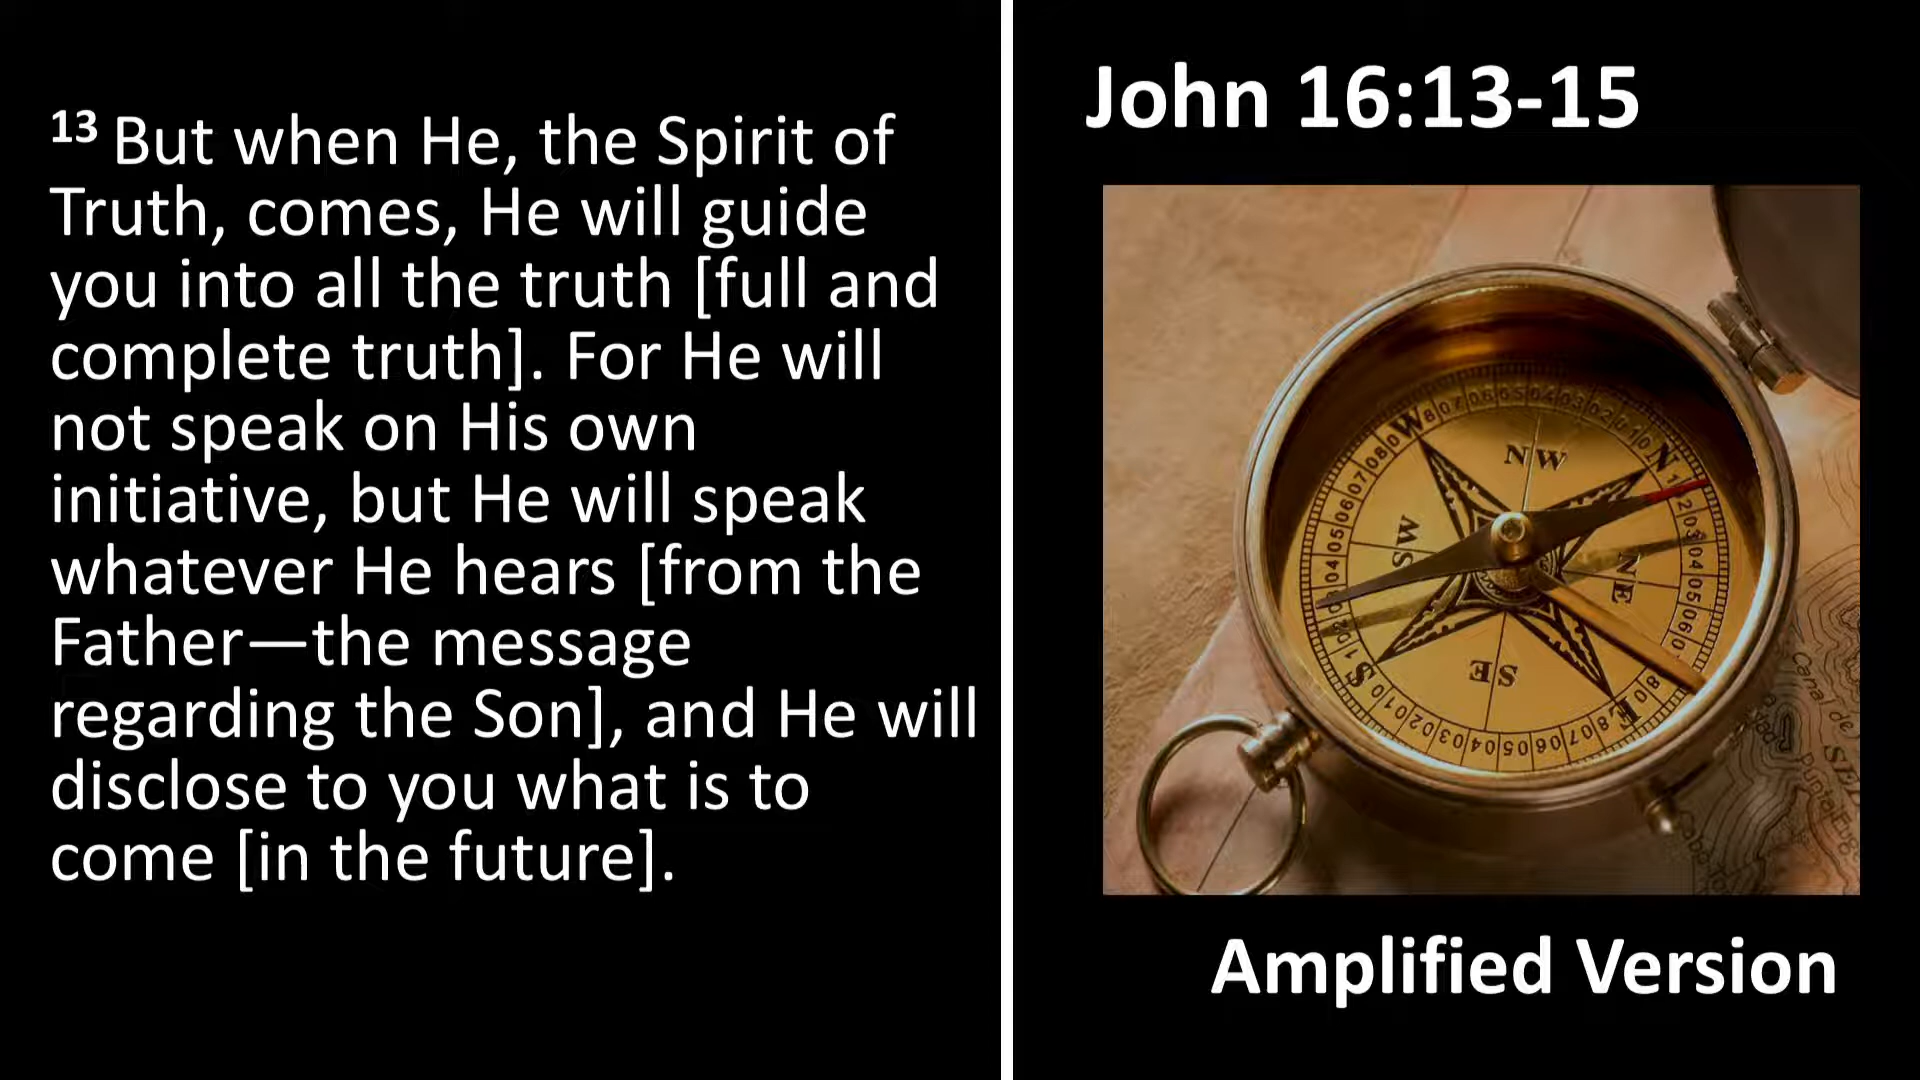 13 But when He, the Spirit of
Truth, comes, He will guide
you into all the truth [full and
complete truth]. For He will
not speak on His own
initiative, but He will speak
whatever He hears [from the
Father—the message
regarding the Son], and He will
disclose to you what is to
come [in the future].
John 16:13-15
W
NW
N
SW
NE
S
SE
E
Canal de
Amplified Version